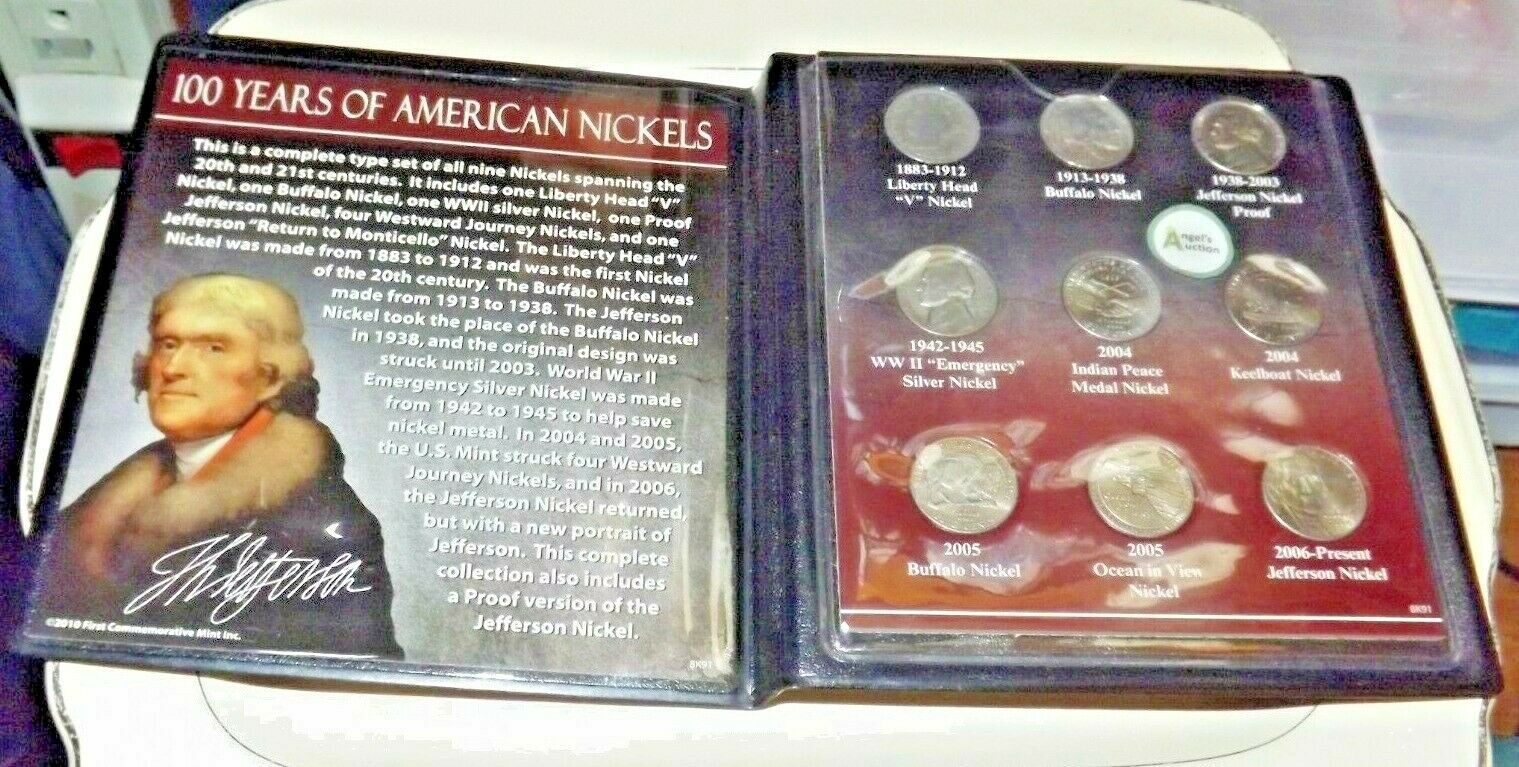 100 YEARS OF AMERICAN NICKELS
This is a complete type set of all nine Nickels spanning the
20th and 21st centuries. It includes one Liberty Head "V"
Nickel, one Buffalo Nickel, one WWII silver Nickel, one Proof
Jefferson Nickel, four Westward Journey Nickels, and one
Jefferson "Return to Monticello" Nickel. The Liberty Head "V"
Nickel was made from 1883 to 1912 and was the first Nickel
of the 20th century. The Buffalo Nickel was
made from 1913 to 1938. The Jefferson
Nickel took the place of the Buffalo Nickel
in 1938, and the original design was
struck until 2003. World War II
Emergency Silver Nickel was made
from 1942 to 1945 to help save
nickel metal. In 2004 and 2005,
the U.S. Mint struck four Westward
Journey Nickels, and in 2006,
the Jefferson Nickel returned,
but with a new portrait of
Jefferson. This complete
collection also includes
a Proof version of the
Jefferson Nickel.
Th Jefferson
©2010 First Commemorative Mint Inc.
BK91
1883-1912
Liberty Head
"V" Nickel
1913-1938
Buffalo Nickel
1938-2003
Jefferson Nickel
Proof
Angel's
Auction
1942-1945
WW II "Emergency"
Silver Nickel
2004
Indian Peace
Medal Nickel
2004
Keelboat Nickel
2005
Buffalo Nickel
2005
Ocean in View
Nickel
2006-Present
Jefferson Nickel
BK91